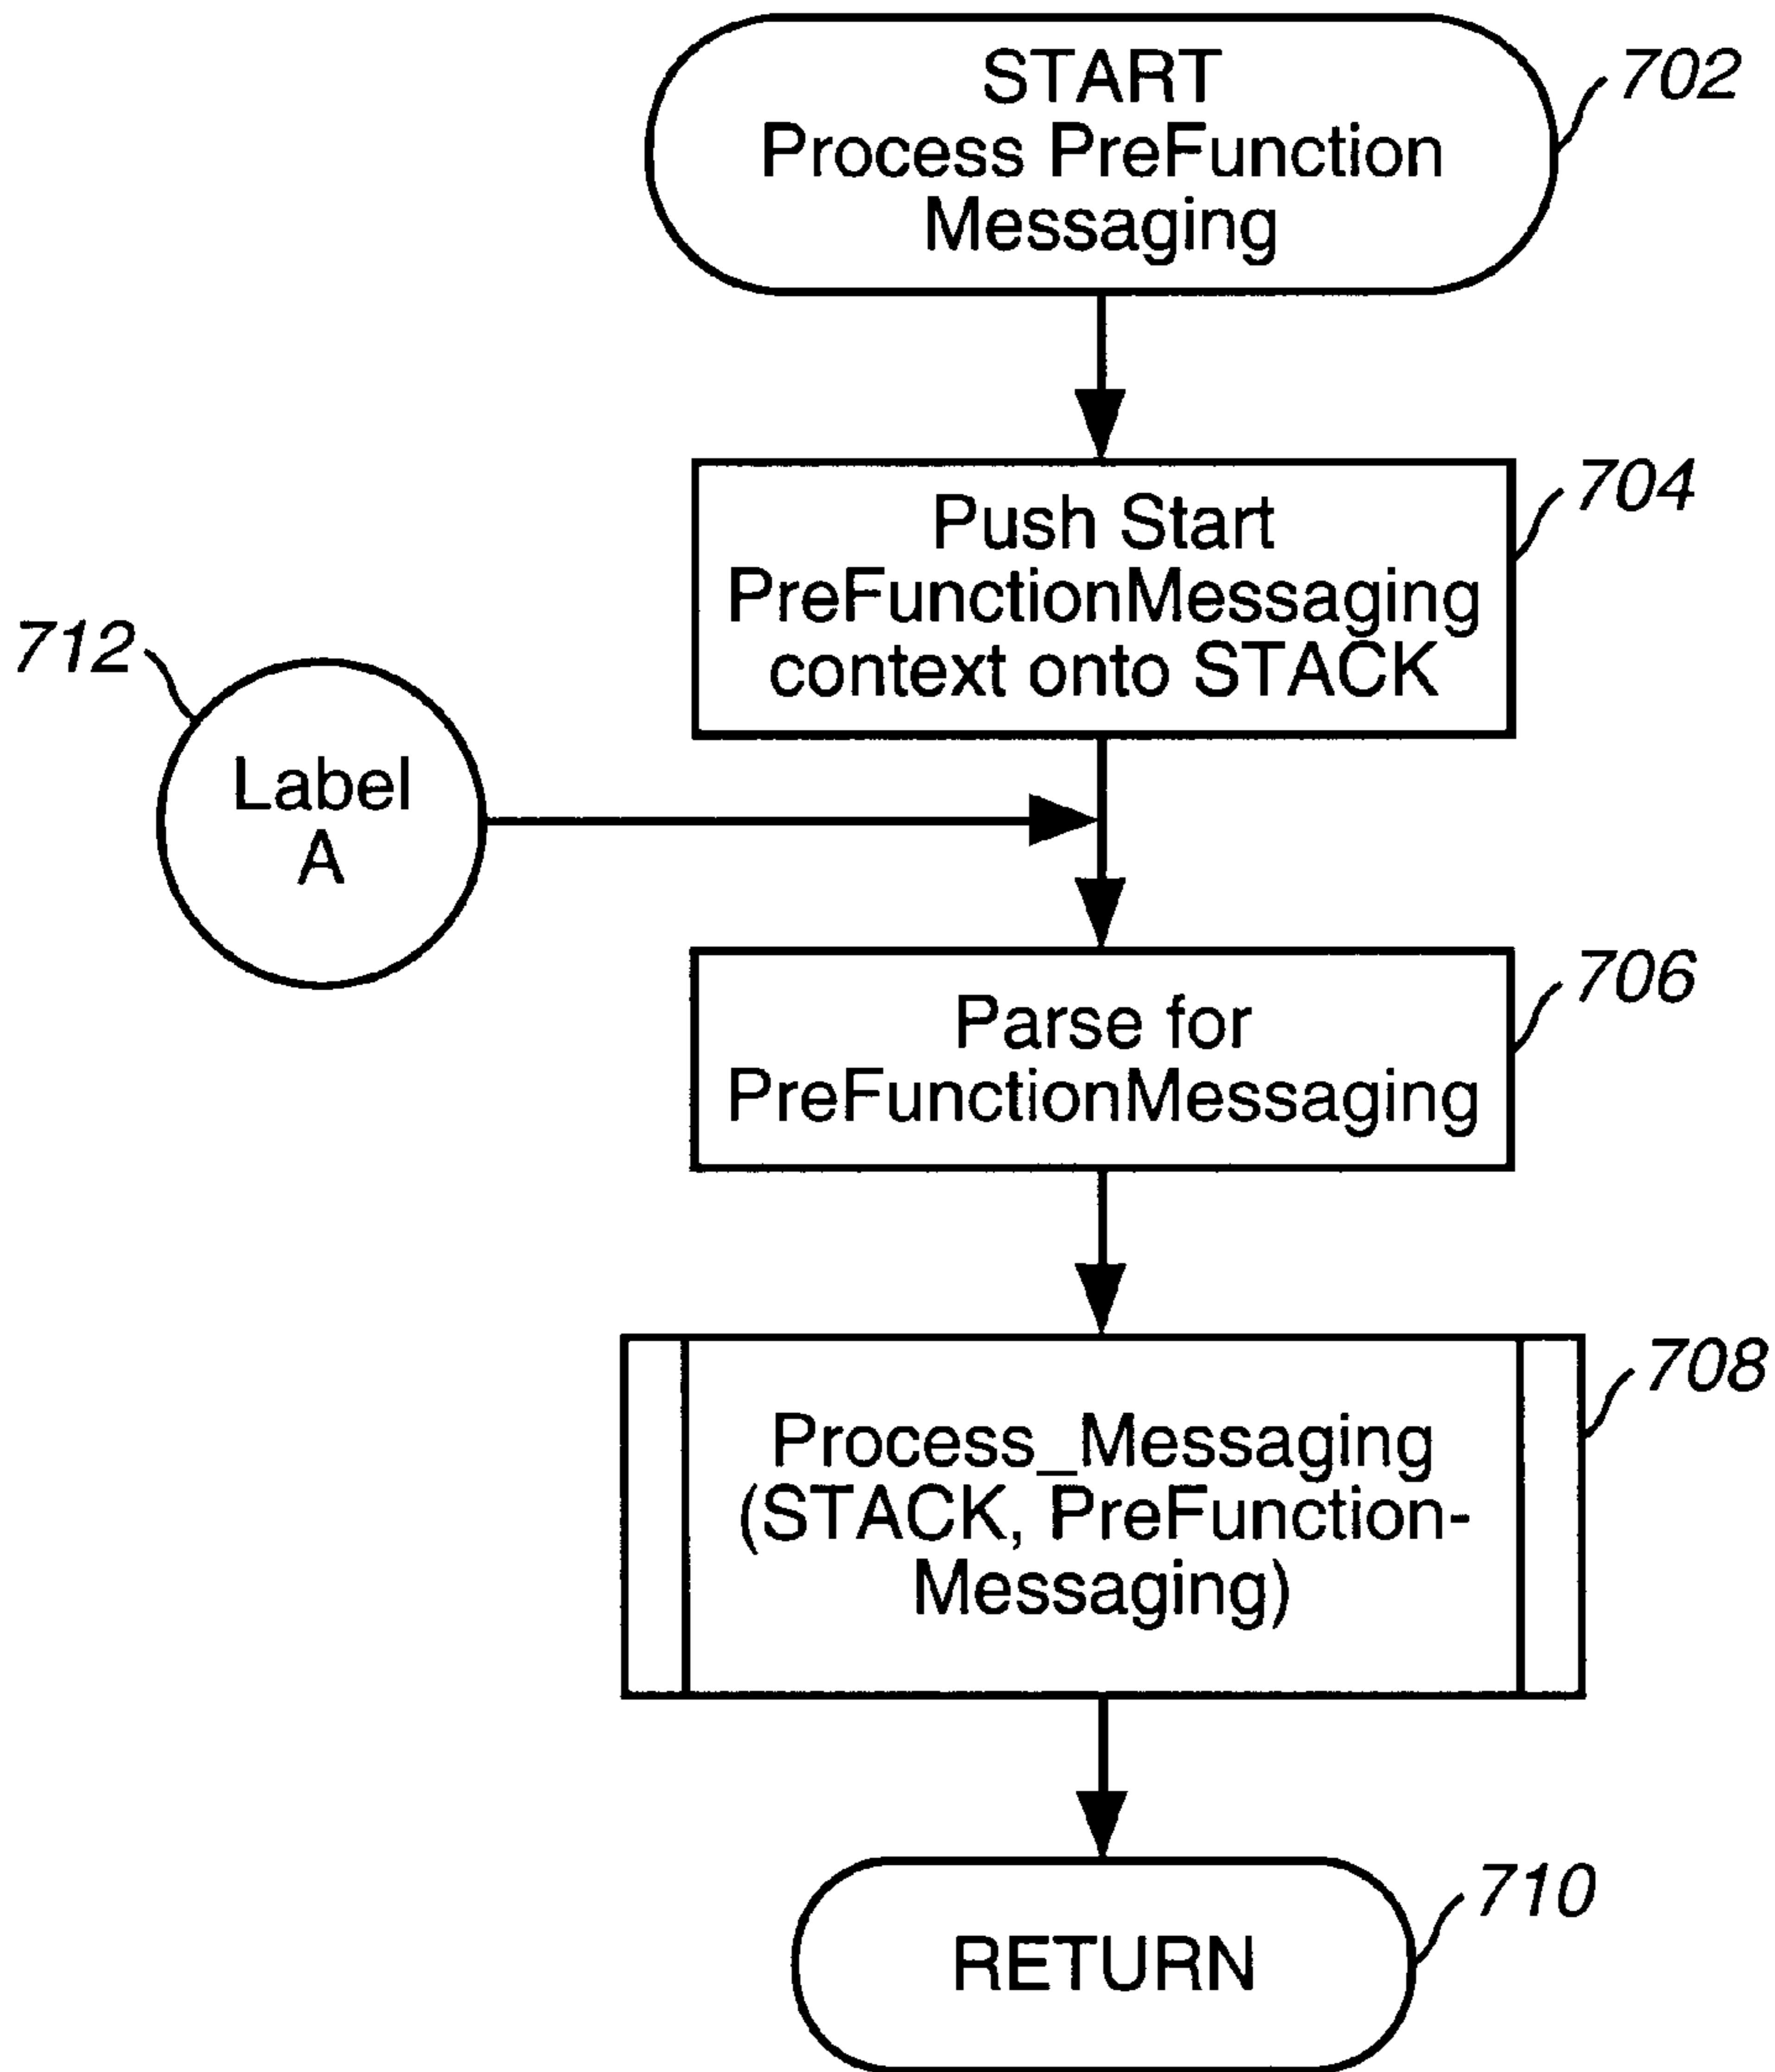 START
Process PreFunction
Messaging
702
Push Start
PreFunctionMessaging
context onto STACK
704
712
Label
A
Parse for
PreFunctionMessaging
706
Process_Messaging
(STACK, PreFunction-
Messaging)
708
RETURN
710